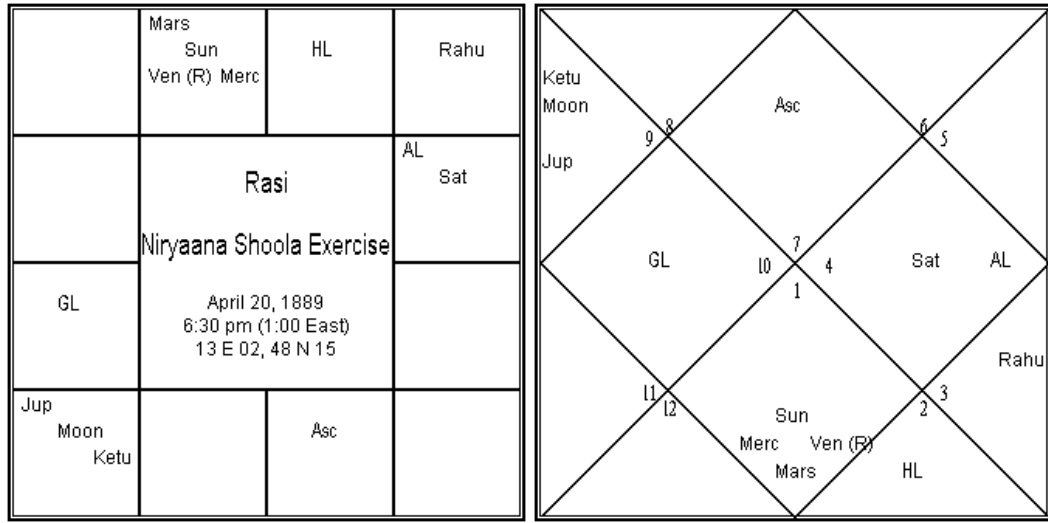 Mars
Sun
Ven (R) Merc
HL
Rahu
AL
Sat
Rasi
Niryaana Shoola Exercise
April 20, 1889
6:30 pm (1:00 East)
13 E 02, 48 N 15
GL
Jup
Moon
Ketu
Asc
Ketu
Moon
Jup
Asc
8
9
6
5
GL
7
10 4
1
Sat AL
Rahu
11
12
3
2
Sun
Merc Ven (R)
Mars
HL